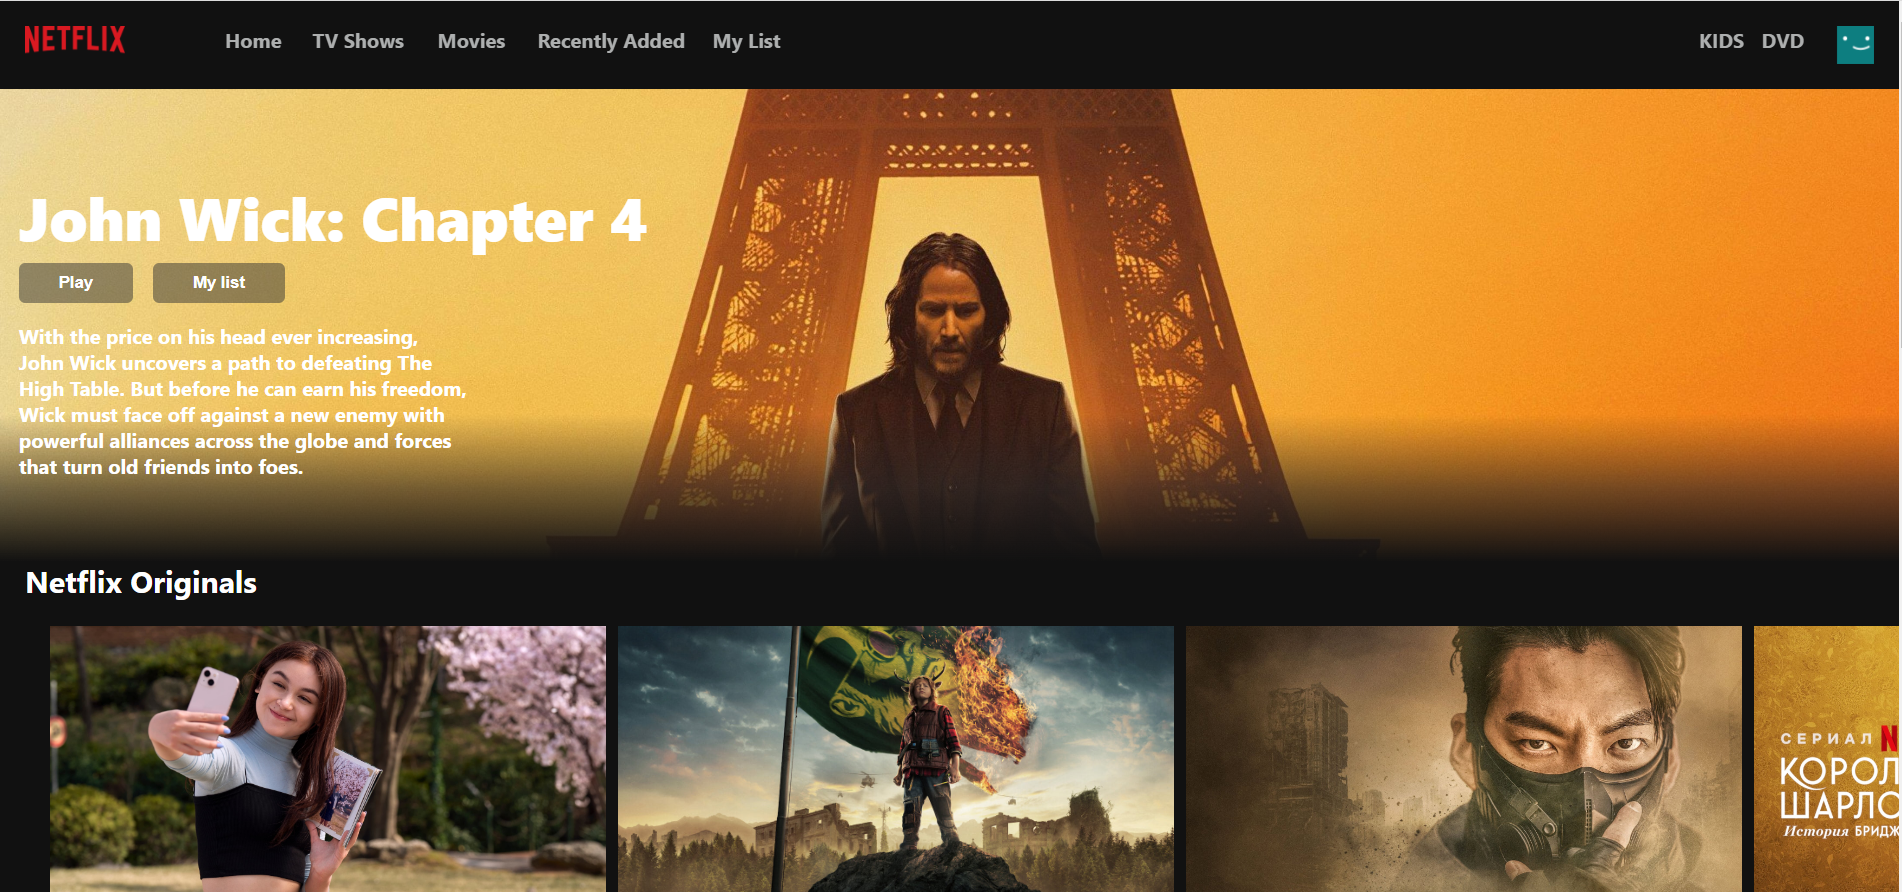 NETFLIX
Home
TV Shows
Movies
Recently Added
My List
KIDS
DVD
John Wick: Chapter 4
Play
My list
With the price on his head ever increasing,
John Wick uncovers a path to defeating The
High Table. But before he can earn his freedom,
Wick must face off against a new enemy with
powerful alliances across the globe and forces
that turn old friends into foes.
Netflix Originals
СЕРИАЛ N
КОРОЛ
ШАРЛО
История БРИДЖ